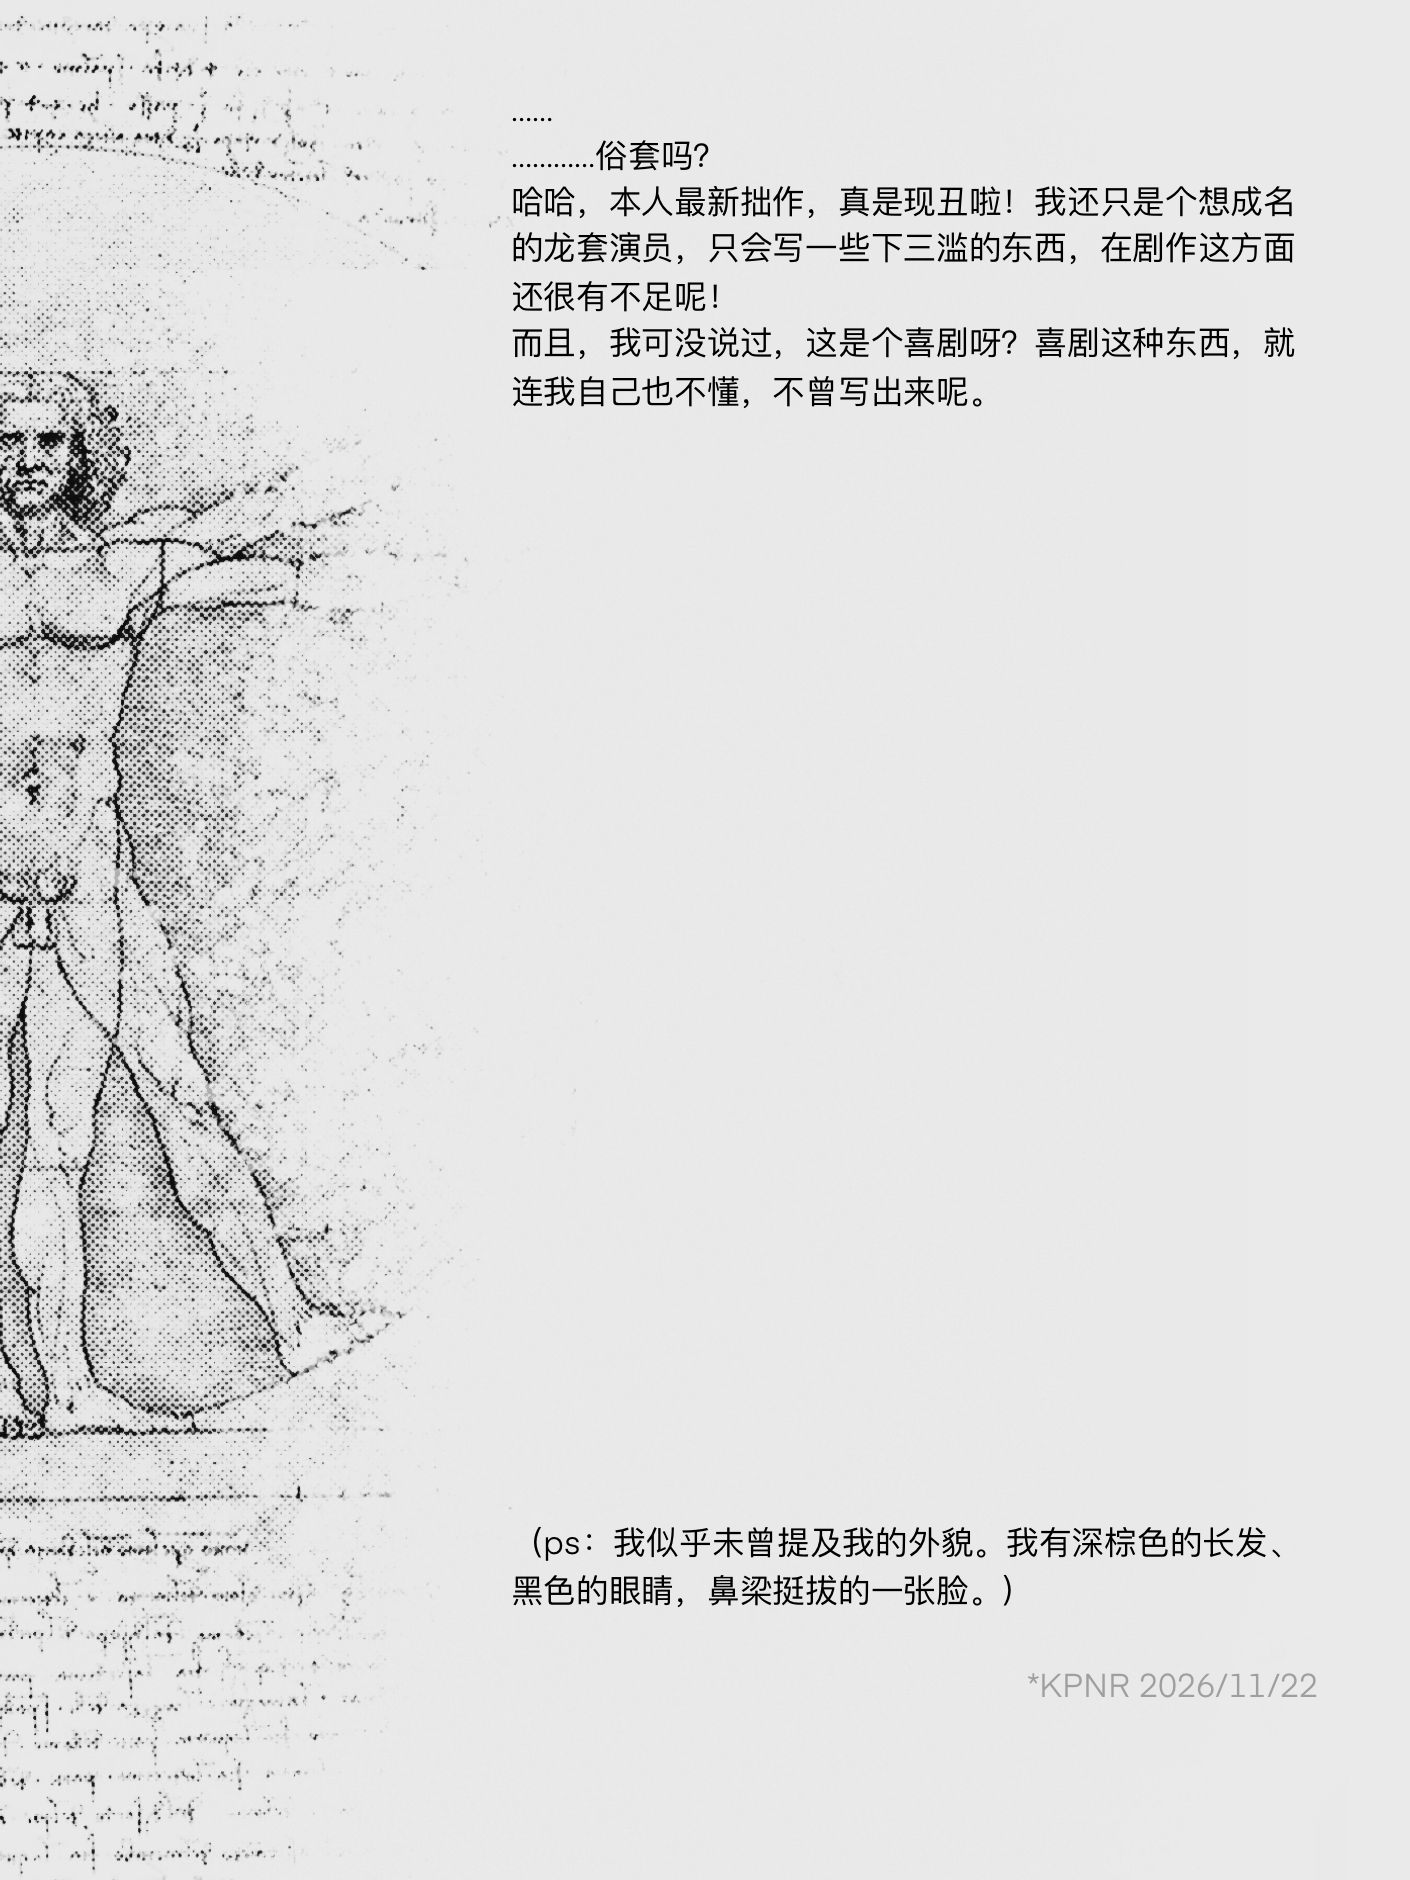 ......
............俗套吗？
哈哈，本人最新拙作，真是现丑啦！我还只是个想成名
的龙套演员，只会写一些下三滥的东西，在剧作这方面
还很有不足呢！
而且，我可没说过，这是个喜剧呀？喜剧这种东西，就
连我自己也不懂，不曾写出来呢。
（ps：我似乎未曾提及我的外貌。我有深棕色的长发、
黑色的眼睛，鼻梁挺拔的一张脸。）
*KPNR 2026/11/22